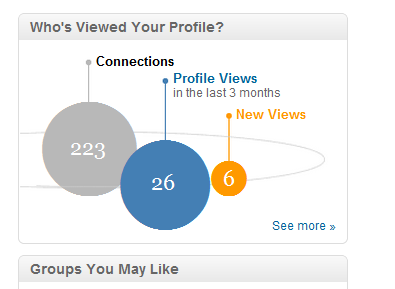 Who's Viewed Your Profile?
Connections
Profile Views
in the last 3 months
New Views
223
26
6
See more »
Groups You May Like